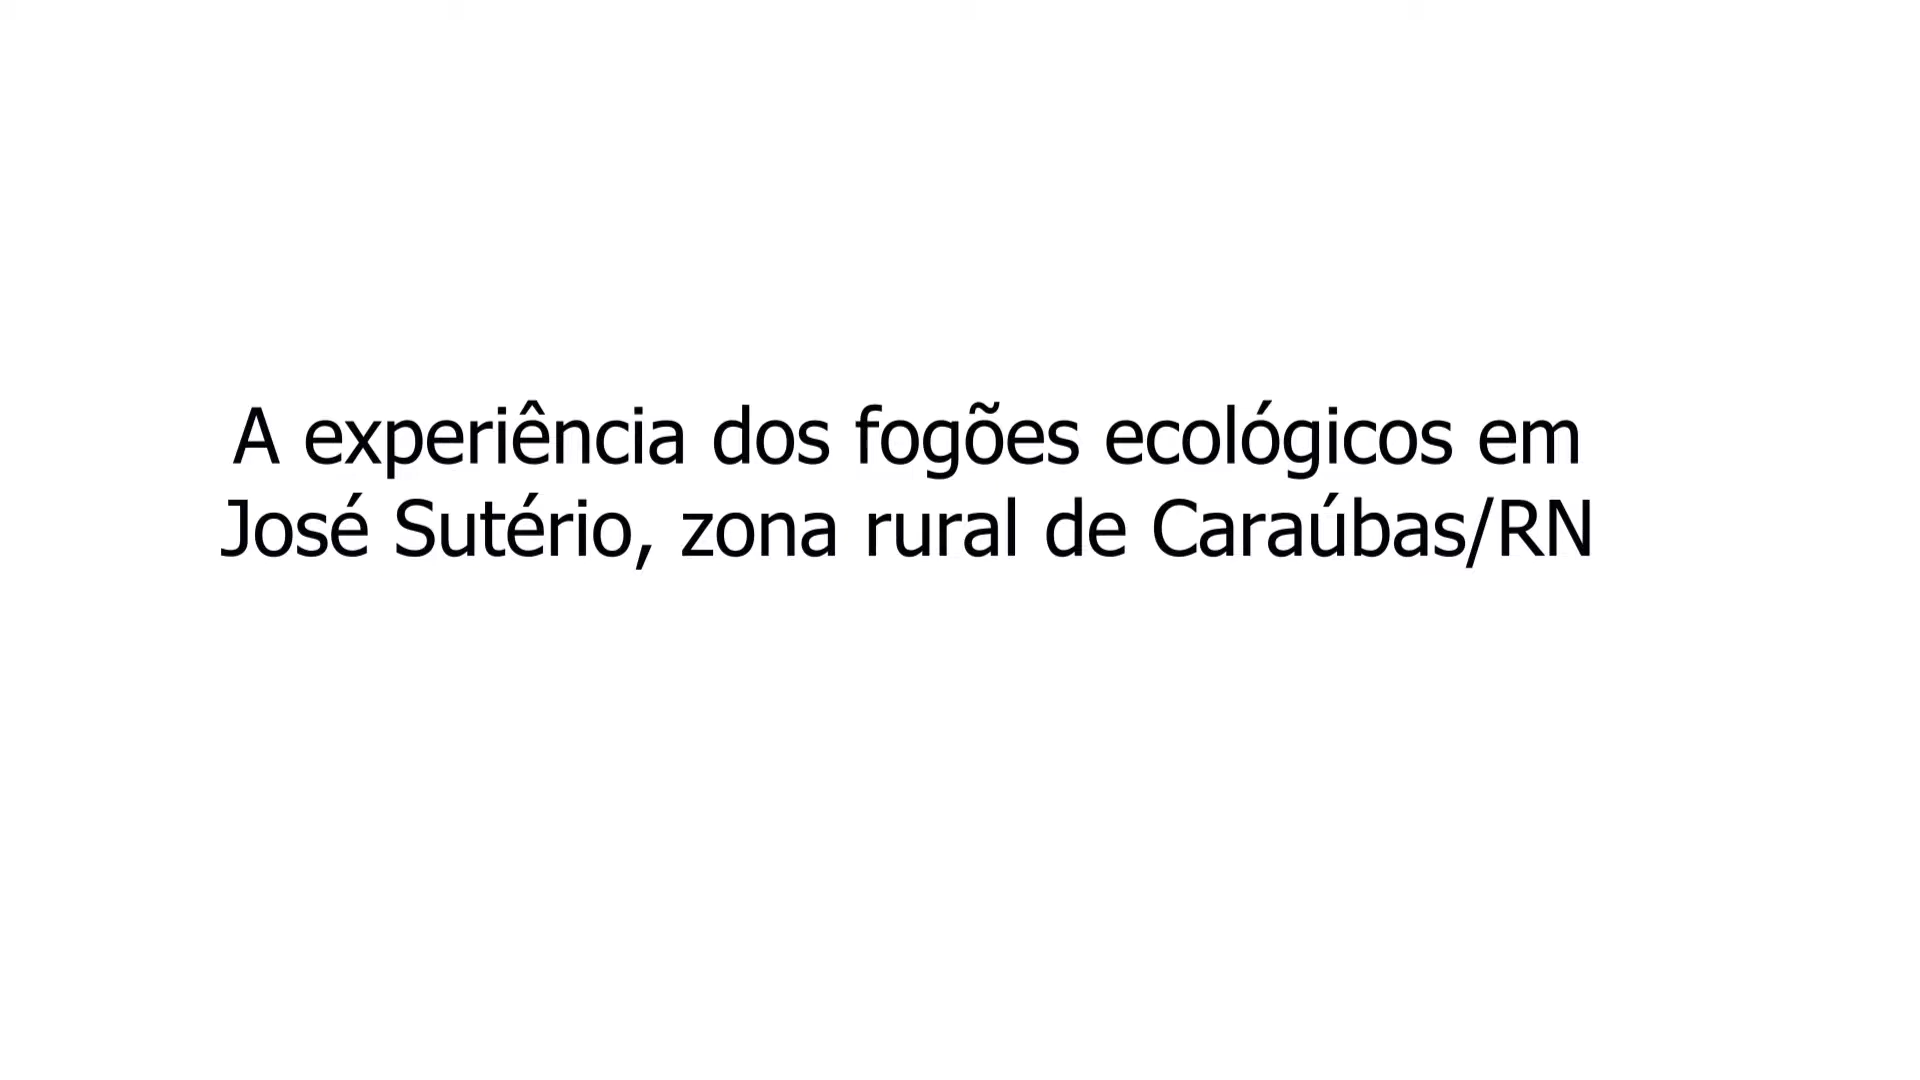 A experiência dos fogões ecológicos em
José Sutério, zona rural de Caraúbas/RN